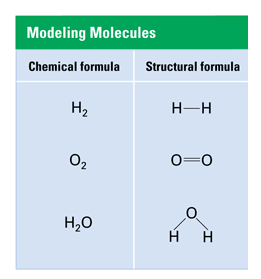 Modeling Molecules
Chemical formula Structural formula
H₂ H—H
O₂ O=O
H₂O O
H H